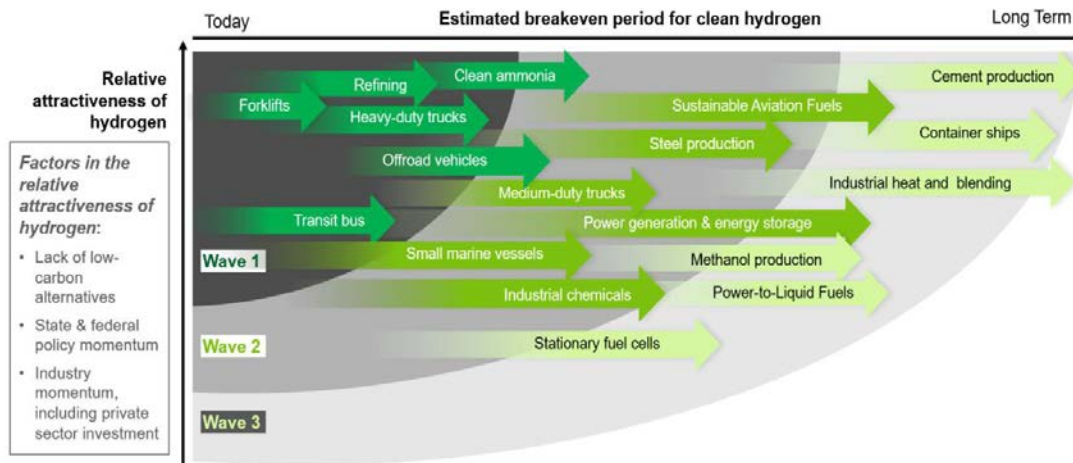 Today
Estimated breakeven period for clean hydrogen
Long Term
Relative
attractiveness of
hydrogen
Factors in the
relative
attractiveness of
hydrogen:
• Lack of low-
carbon
alternatives
• State & federal
policy momentum
• Industry
momentum,
including private
sector investment
Clean ammonia
Cement production
Refining
Forklifts
Sustainable Aviation Fuels
Heavy-duty trucks
Container ships
Steel production
Offroad vehicles
Industrial heat and blending
Medium-duty trucks
Transit bus
Power generation & energy storage
Wave 1
Small marine vessels
Methanol production
Industrial chemicals
Power-to-Liquid Fuels
Wave 2
Stationary fuel cells
Wave 3